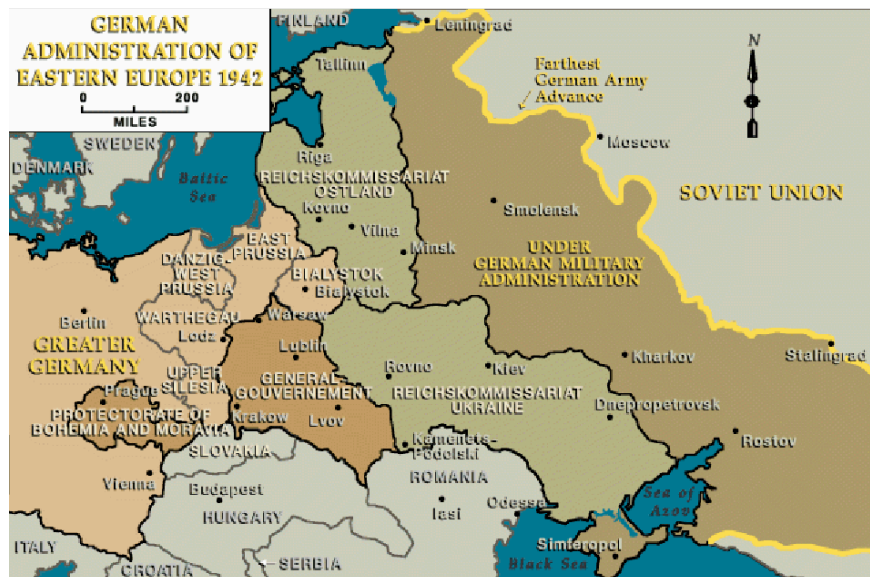 GERMAN
ADMINISTRATION OF
EASTERN EUROPE 1942
0 200
MILES
FINLAND
Leningrad
Tallinn
Farthest
German Army
Advance
N
SWEDEN
DENMARK
Baltic
Sea
Riga
REICHSKOMMISSARIAT
OSTLAND
Moscow
SOVIET UNION
Kovno
Vilna
Smolensk
Minsk
UNDER
GERMAN MILITARY
ADMINISTRATION
EAST
PRUSSIA
DANZIG-
WEST
PRUSSIA
BIALYSTOK
Bialystok
Berlin
WARTHEGAU
Warsaw
Lodz
GREATER
GERMANY
Lublin
UPPER
SILESIA
GENERAL-
GOUVERNEMENT
Rovno
Kiev
Kharkov
Stalingrad
REICHSKOMMISSARIAT
UKRAINE
Prague
PROTECTORATE OF
BOHEMIA AND MORAVIA
Krakow
Lvov
Dnepropetrovsk
Kamenets-
Podolski
Rostov
SLOVAKIA
Vienna
Budapest
HUNGARY
ROMANIA
Iasi
Odessa
Sea of
Azov
ITALY
CROATIA
SERBIA
Black Sea
Simferopol